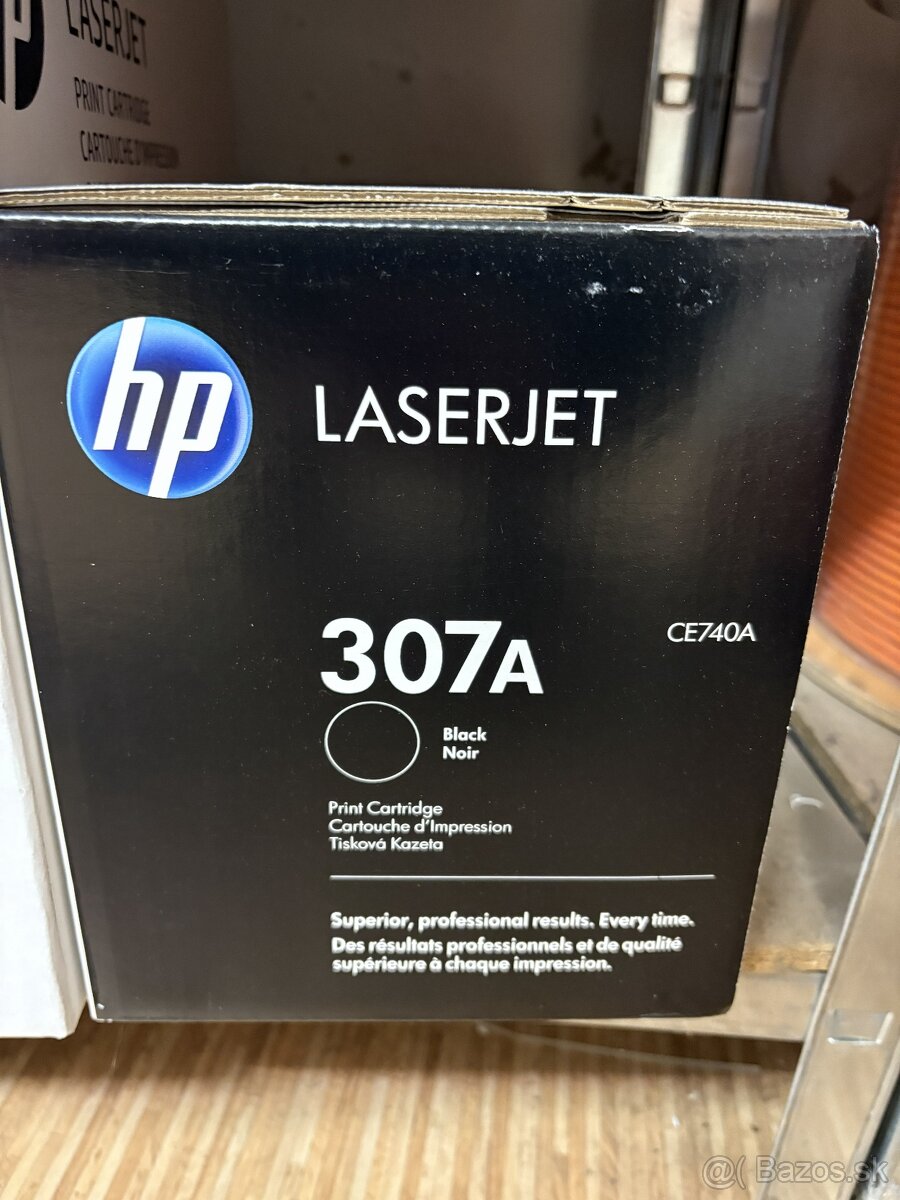 LASERJET
PRINT CARTRIDGE
CARTOUCHE D'IMPRESSION
hp
LASERJET
307A
CE740A
Black
Noir
Print Cartridge
Cartouche d'Impression
Tisková Kazeta
Superior, professional results. Every time.
Des résultats professionnels et de qualité
supérieure à chaque impression.
@( Bazos.sk